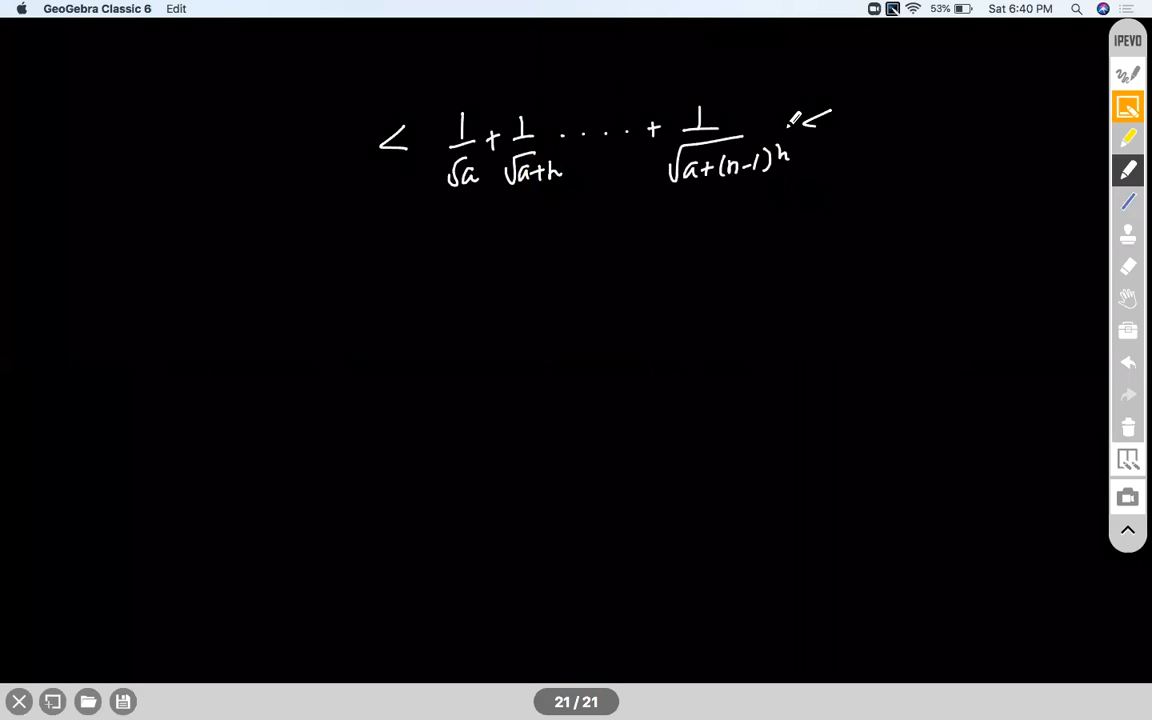 GeoGebra Classic 6 Edit 53% Sat 6:40 PM
IPEVO
< 1/√a + 1/√a+h ..... + 1/√a+(n-1)h <
21 / 21